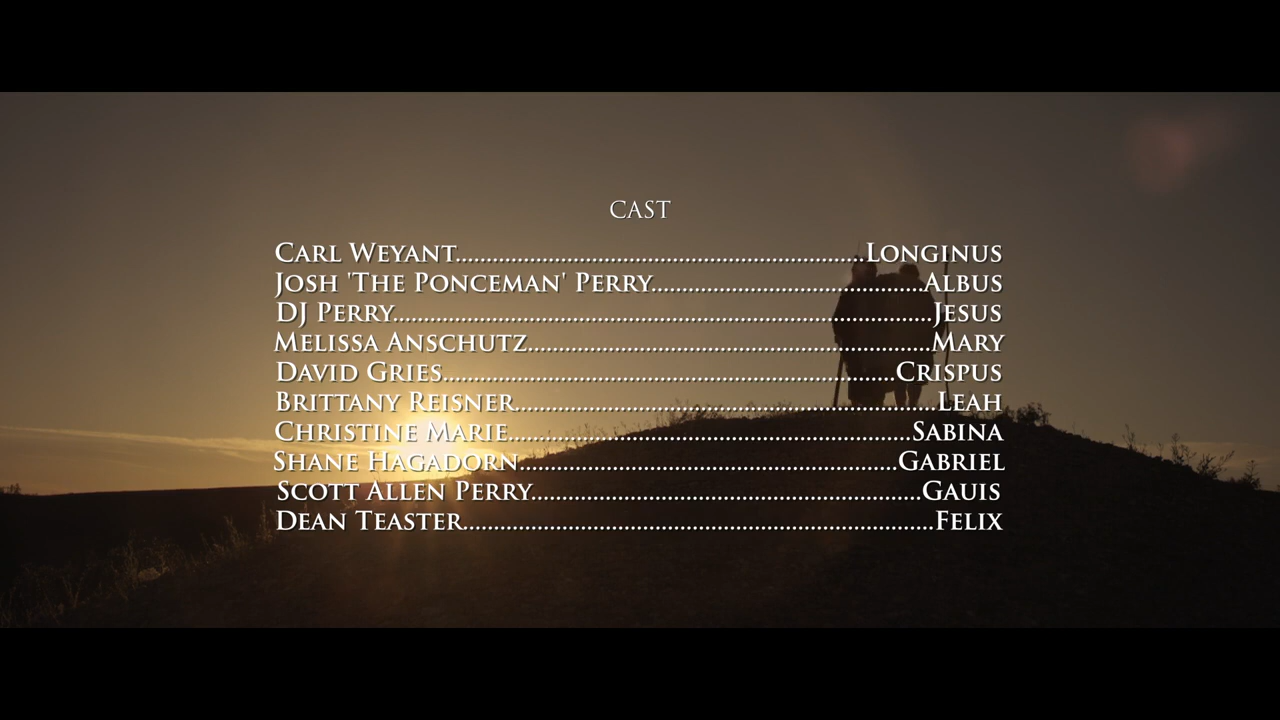 CAST
CARL WEYANT......................................................LONGINUS
JOSH 'THE PONCEMAN' PERRY....................................ALBUS
DJ PERRY.......................................................................JESUS
MELISSA ANSCHUTZ.....................................................MARY
DAVID GRIES............................................................CRISPUS
BRITTANY REISNER........................................................LEAH
CHRISTINE MARIE.....................................................SABINA
SHANE HAGADORN..................................................GABRIEL
SCOTT ALLEN PERRY...................................................GAUIS
DEAN TEASTER..............................................................FELIX